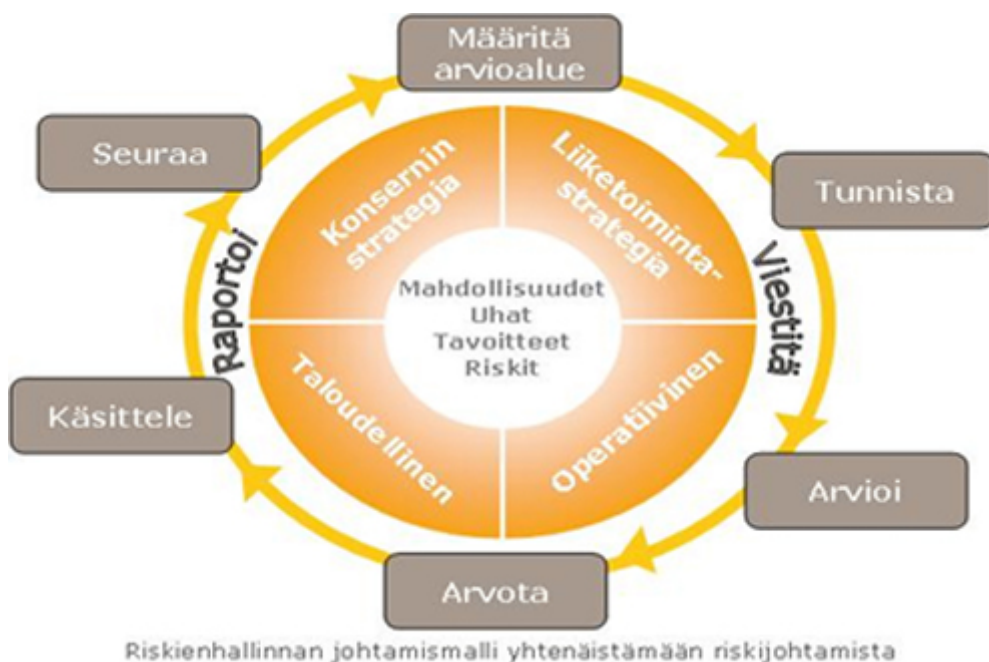 Määritä
arvioalue
Seuraa
Tunnista
Konsernin
strategia
Liiketoiminta-
strategia
Raportoi
Viestitä
Mahdollisuudet
Uhat
Tavoitteet
Riskit
Käsittele
Taloudellinen
Operatiivinen
Arvioi
Arvota
Riskienhallinnan johtamismalli yhtenäistämään riskijohtamista